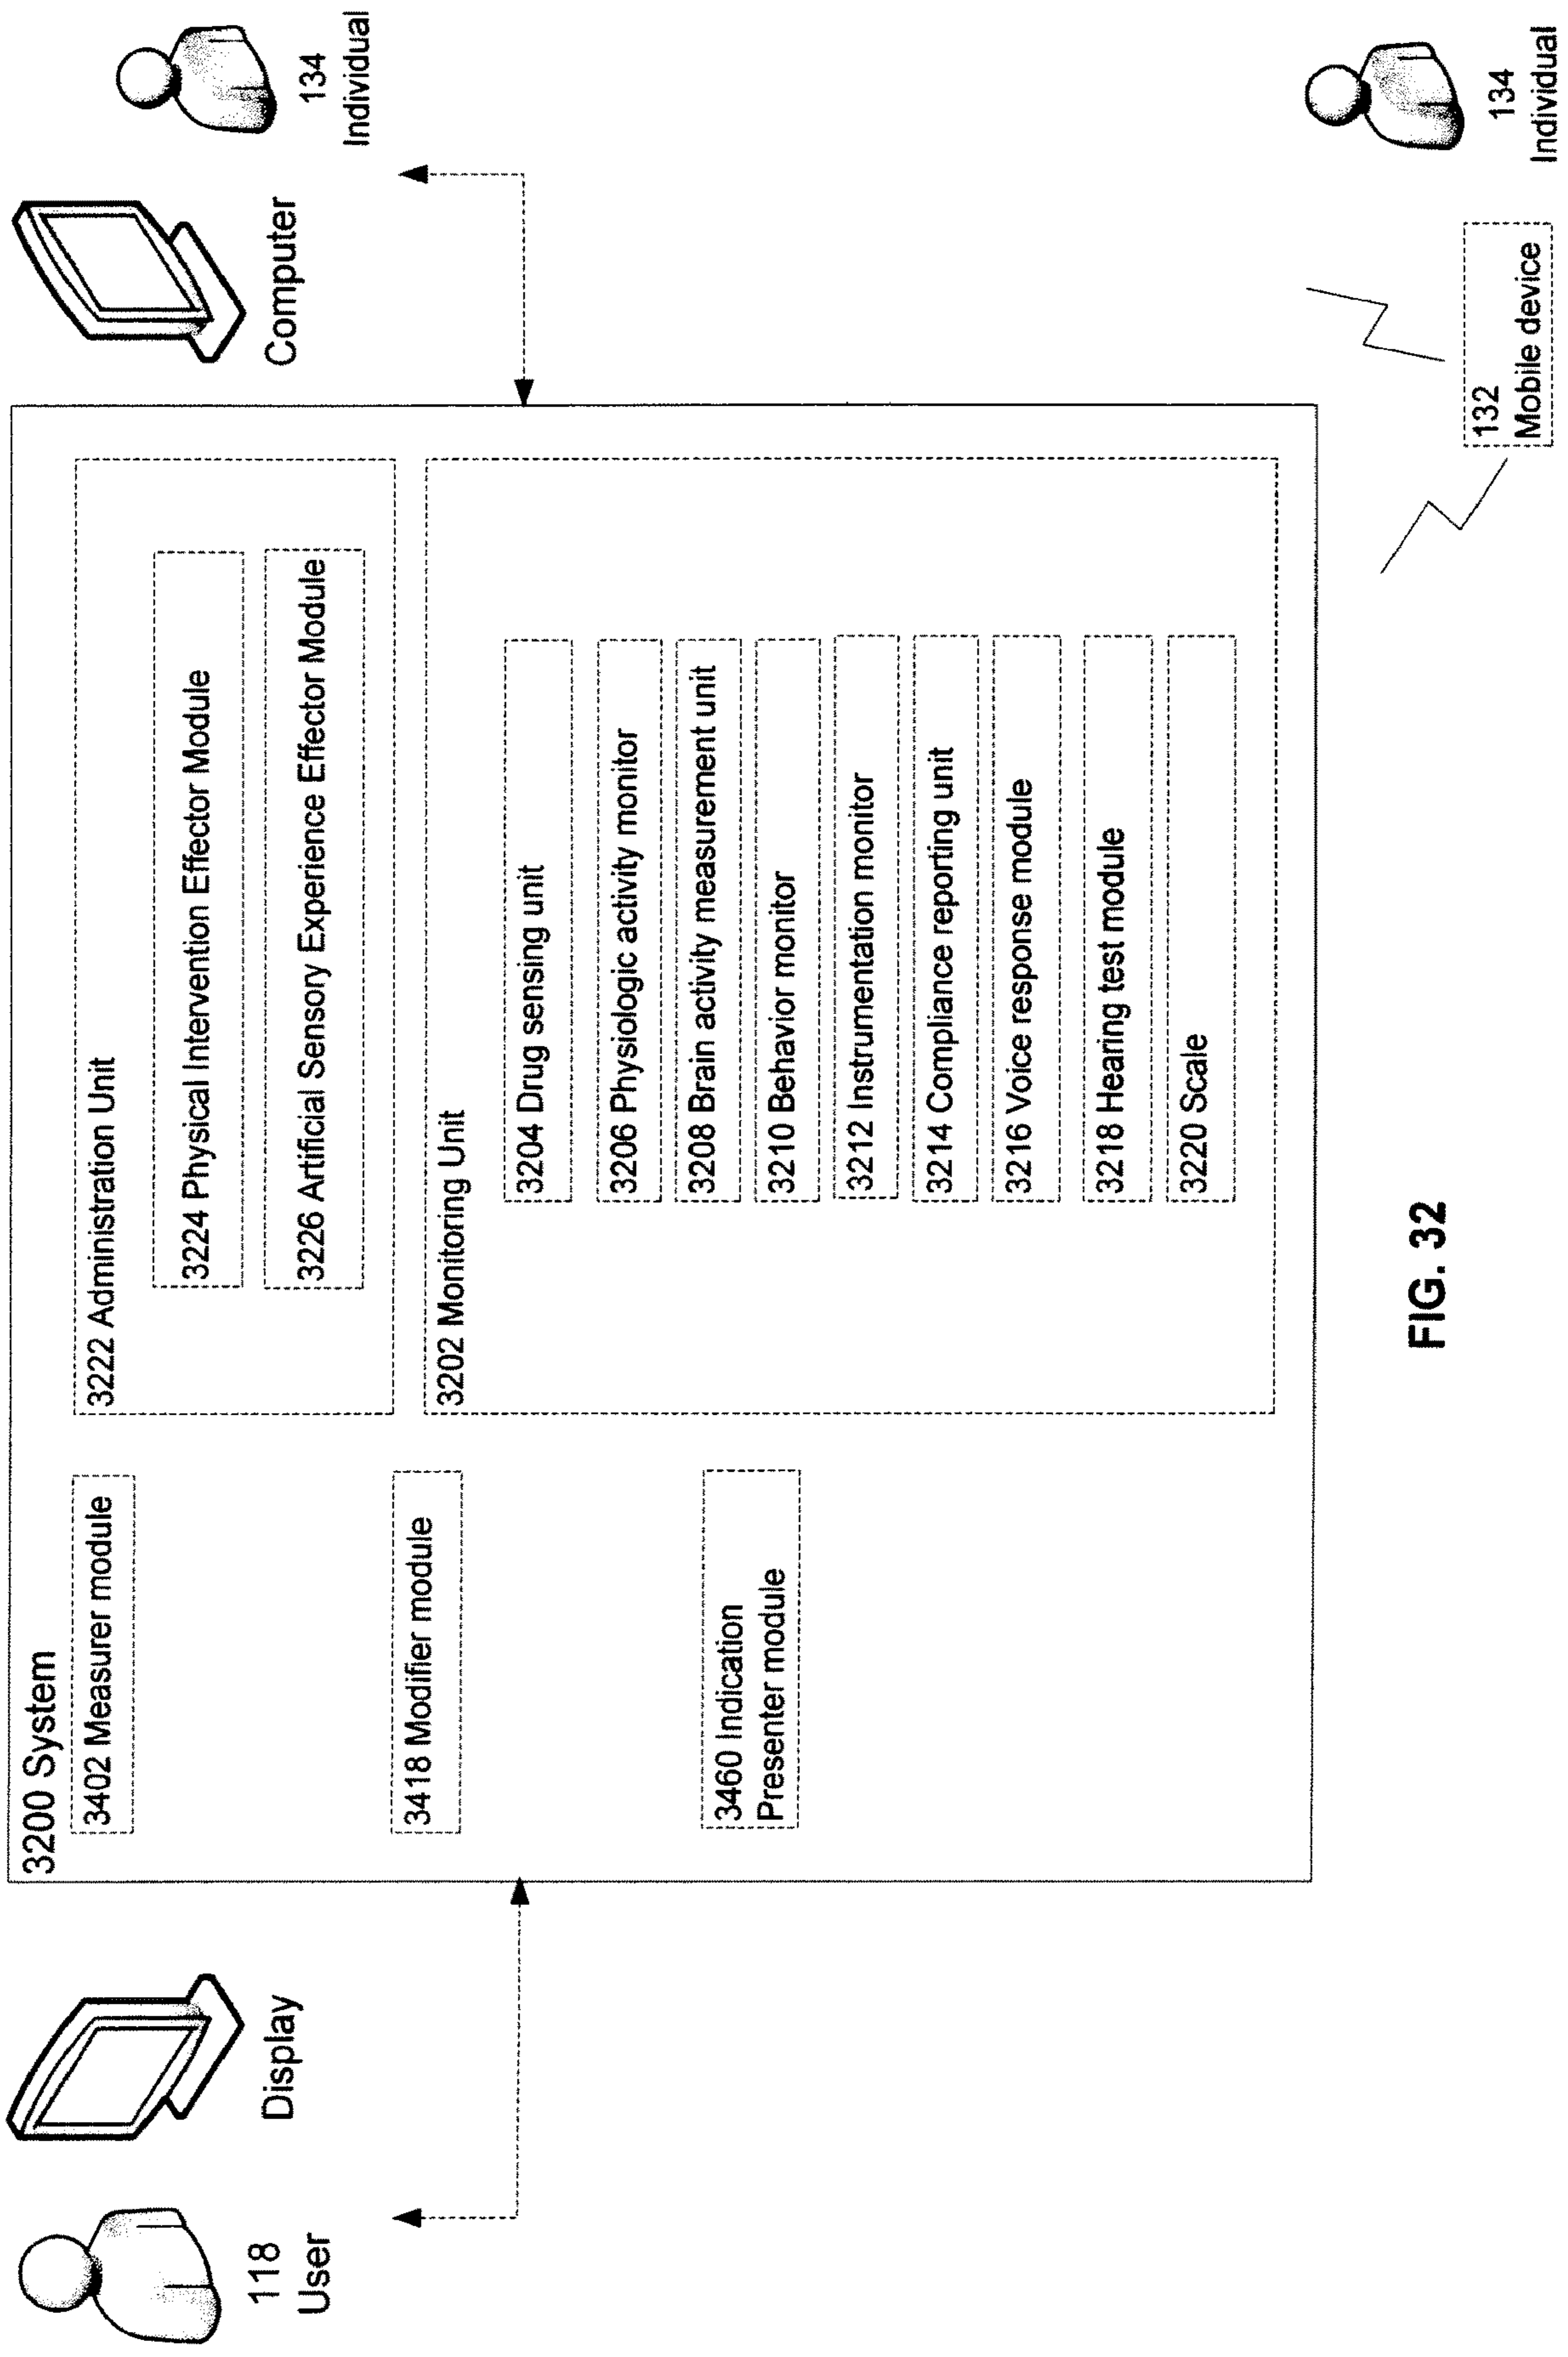 3200 System
3402 Measurer module
3418 Modifier module
3460 Indication
Presenter module
3222 Administration Unit
3224 Physical Intervention Effector Module
3226 Artificial Sensory Experience Effector Module
3202 Monitoring Unit
3204 Drug sensing unit
3206 Physiologic activity monitor
3208 Brain activity measurement unit
3210 Behavior monitor
3212 Instrumentation monitor
3214 Compliance reporting unit
3216 Voice response module
3218 Hearing test module
3220 Scale
118
User
Display
Computer
134
Individual
132
Mobile device
134
Individual
FIG. 32